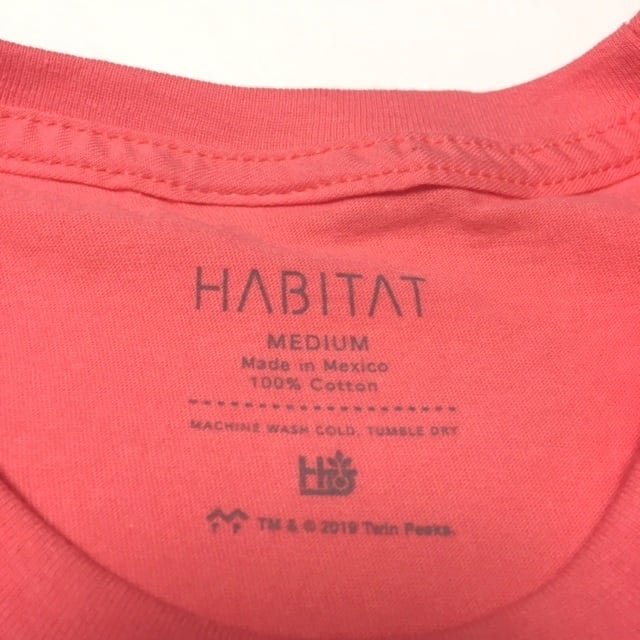 HABITAT
MEDIUM
Made in Mexico
100% Cotton
MACHINE WASH COLD. TUMBLE DRY
TM & © 2019 Twin Peaks.